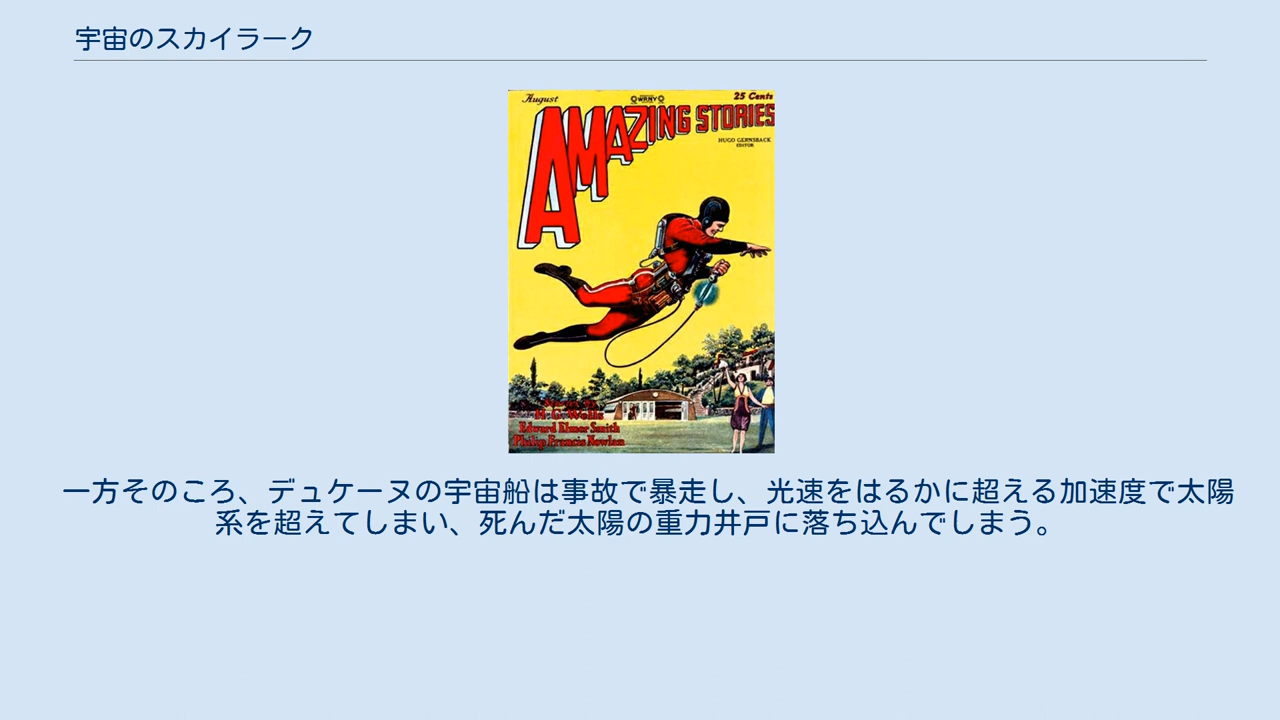 宇宙のスカイラーク
August
WRNY
25 Cents
AMAZING STORIES
HUGO GERNSBACK
EDITOR
H. G. Wells
Edward Elmer Smith
Philip Francis Nowlan
一方そのころ、デュケーヌの宇宙船は事故で暴走し、光速をはるかに超える加速度で太陽
系を超えてしまい、死んだ太陽の重力井戸に落ち込んでしまう。